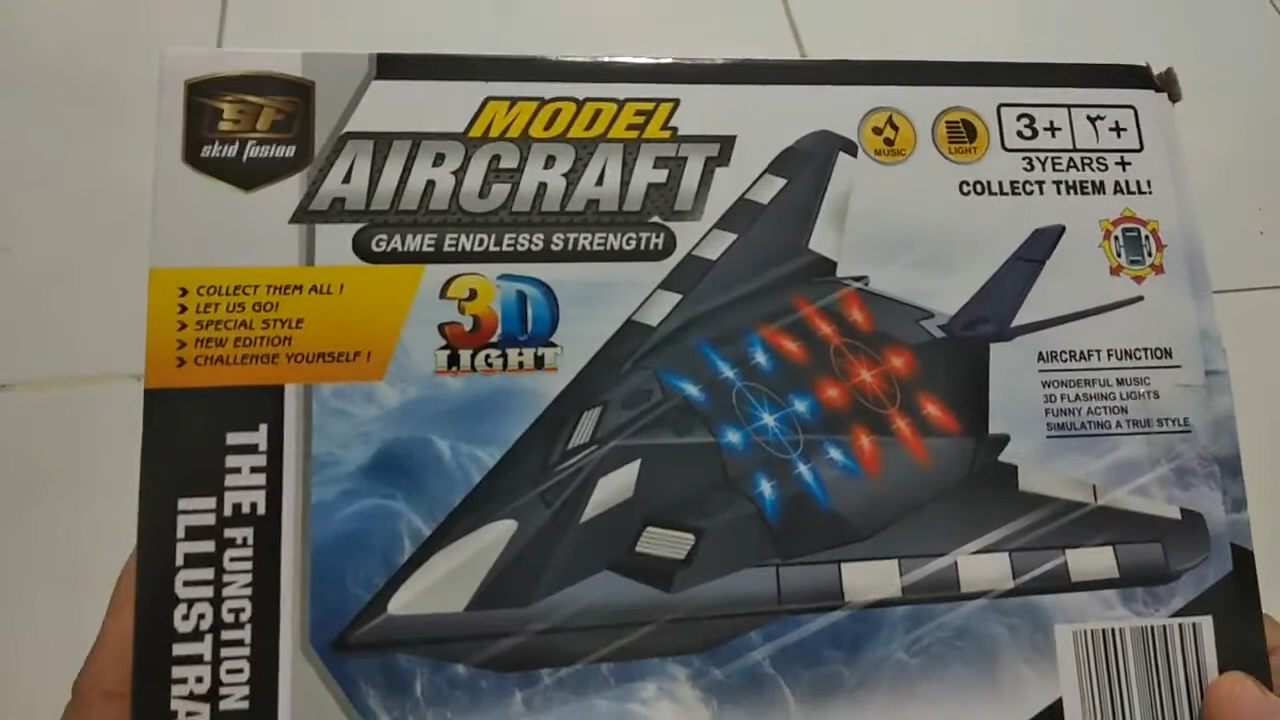 SF
skid fusion
MODEL
AIRCRAFT
GAME ENDLESS STRENGTH
MUSIC
LIGHT
3+ ٣+
3YEARS +
COLLECT THEM ALL!
COLLECT THEM ALL !
LET US GO!
SPECIAL STYLE
NEW EDITION
CHALLENGE YOURSELF !
3D
LIGHT
AIRCRAFT FUNCTION
WONDERFUL MUSIC
3D FLASHING LIGHTS
FUNNY ACTION
SIMULATING A TRUE STYLE
THE FUNCTION